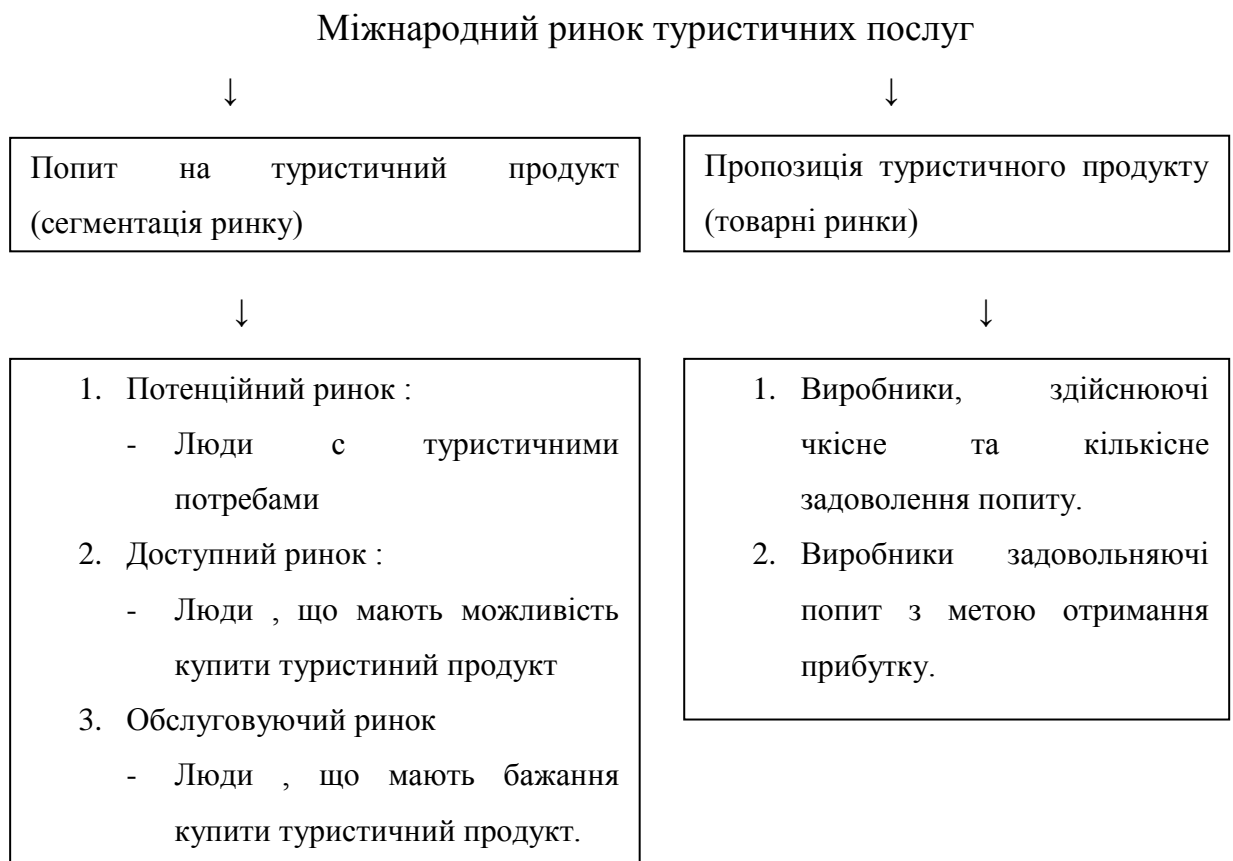 Міжнародний ринок туристичних послуг
↓
↓
Попит на туристичний продукт
(сегментація ринку)
Пропозиція туристичного продукту
(товарні ринки)
↓
↓
1. Потенційний ринок :
- Люди с туристичними
потребами
2. Доступний ринок :
- Люди , що мають можливість
купити туристиний продукт
3. Обслуговуючий ринок
- Люди , що мають бажання
купити туристичний продукт.
1. Виробники, здійснюючі
чкісне та кількісне
задоволення попиту.
2. Виробники задовольняючі
попит з метою отримання
прибутку.